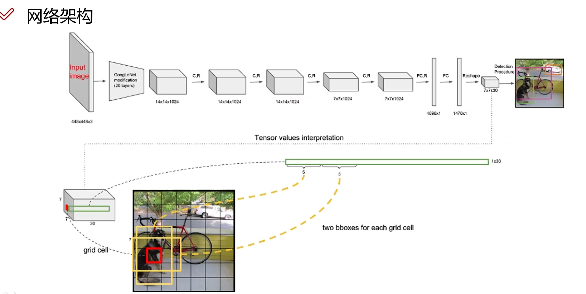 网络架构
Input
image
GoogLeNet
modification
(20 layers)
448x448x3
C,R
C,R
C,R
C,R
FC,R
FC
Reshape
Detection
Procedure
14x14x1024
14x14x1024
14x14x1024
7x7x1024
7x7x1024
4096x1
1470x1
7x7x30
Tensor values interpretation
1x30
5
5
7
7
30
two bboxes for each grid cell
grid cell